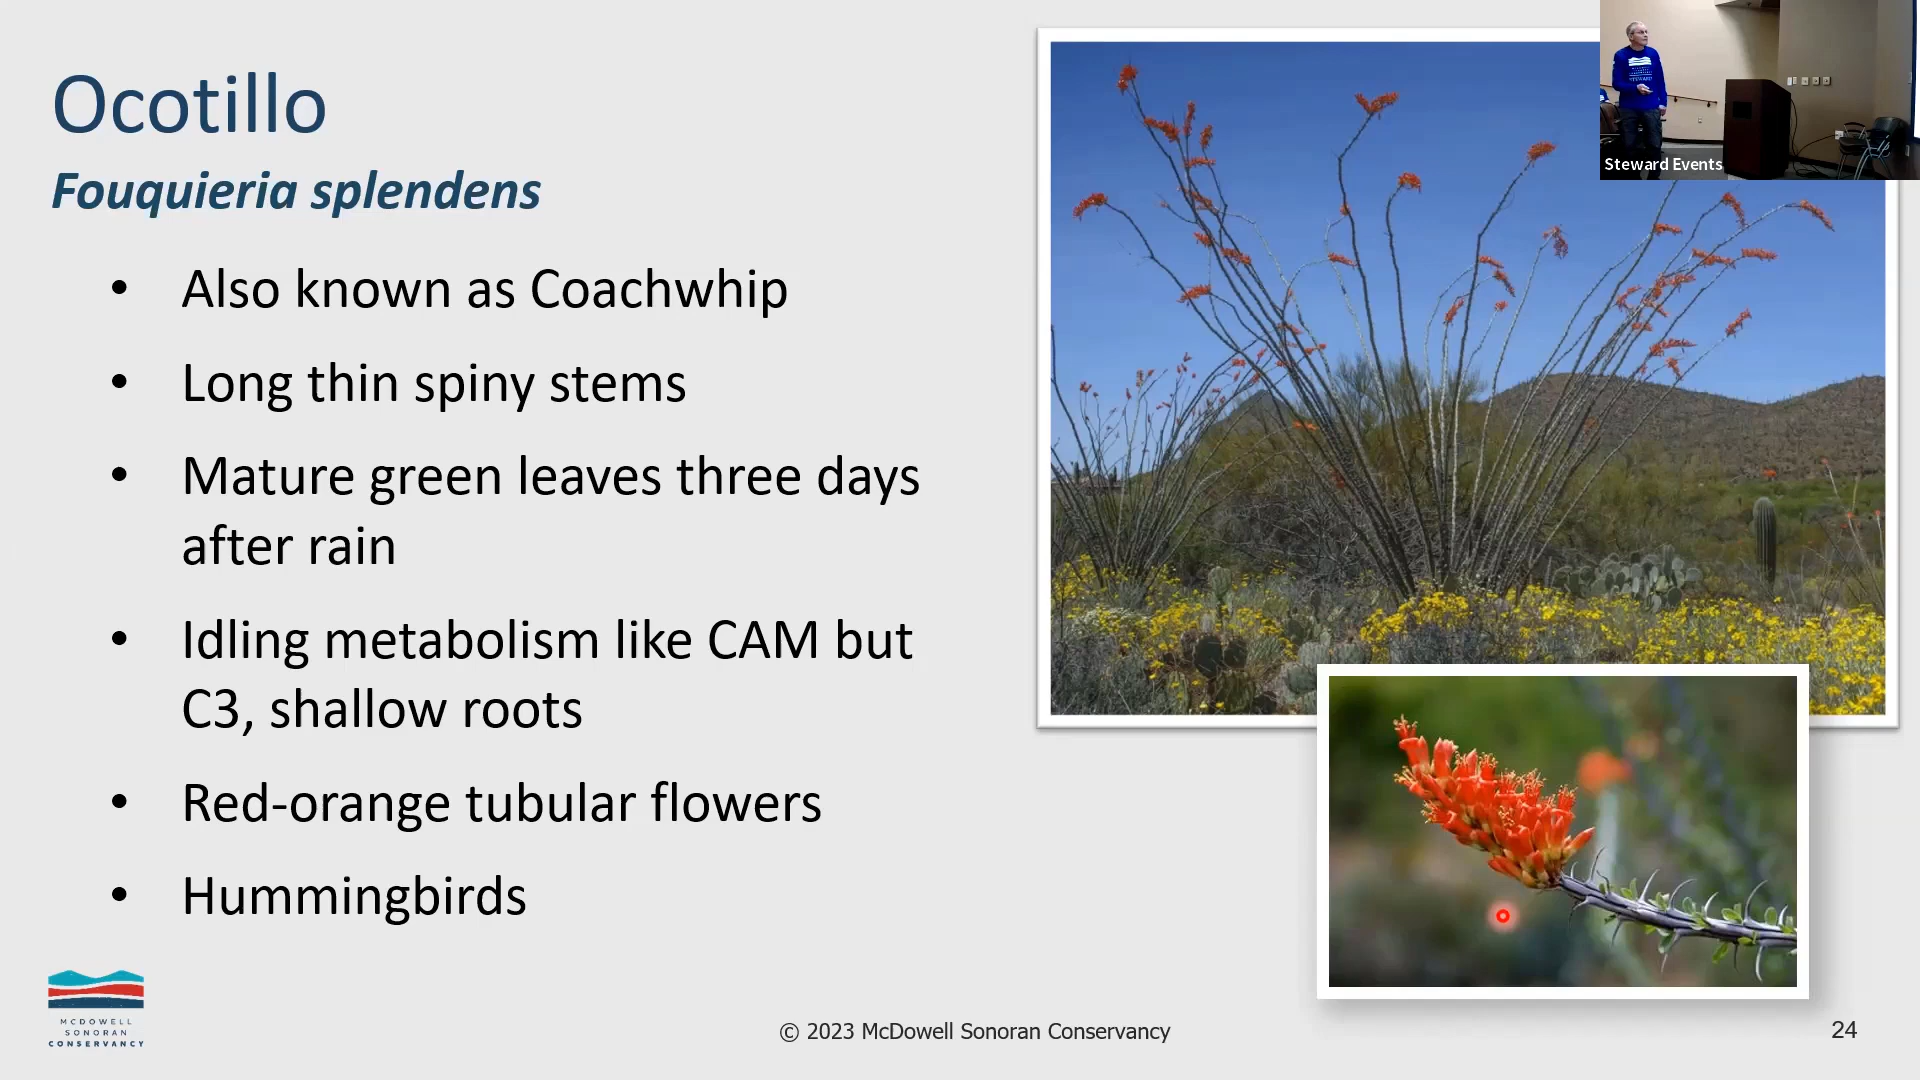 Ocotillo
Fouquieria splendens
• Also known as Coachwhip
• Long thin spiny stems
• Mature green leaves three days
after rain
• Idling metabolism like CAM but
C3, shallow roots
• Red-orange tubular flowers
• Hummingbirds
Steward Events
MCDOWELL
SONORAN
CONSERVANCY
© 2023 McDowell Sonoran Conservancy
24